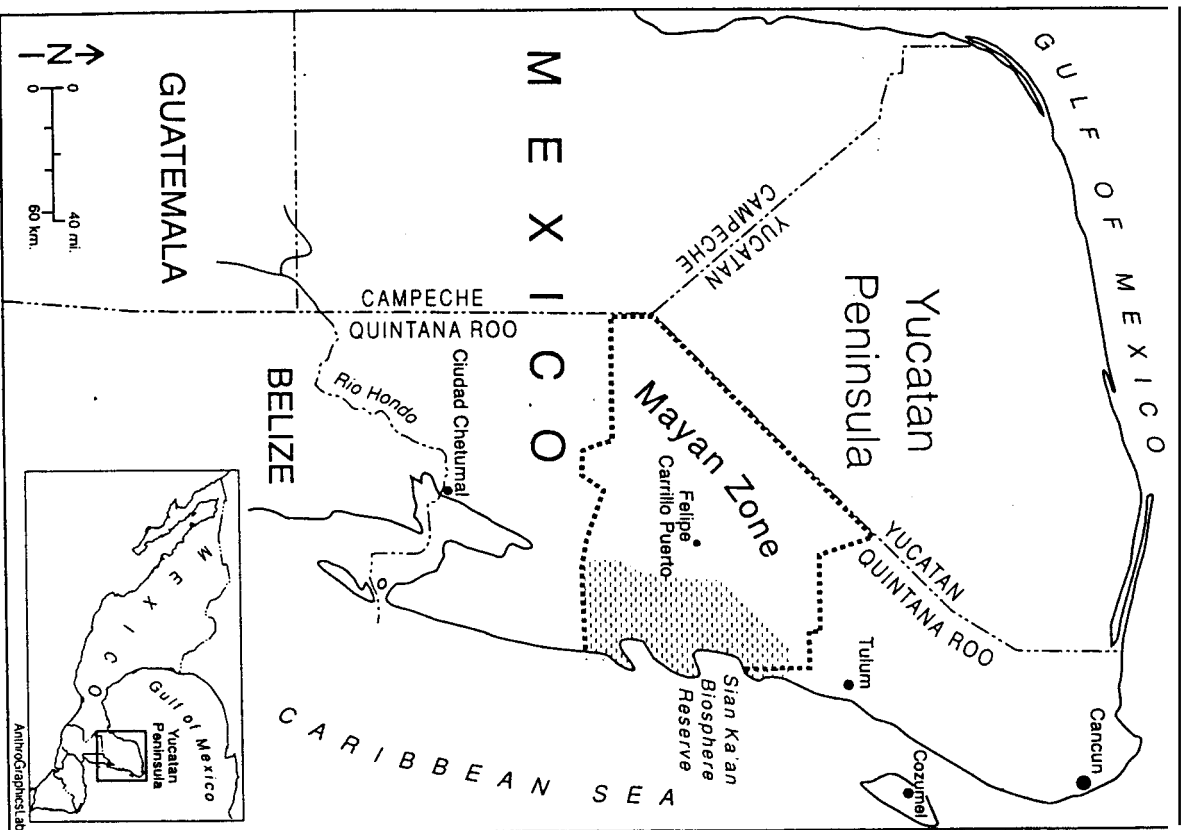 GULF OF MEXICO
Yucatan
Peninsula
YUCATAN
CAMPECHE
YUCATAN
QUINTANA ROO
Cancun
Cozumel
Tulum
MEXICO
Mayan Zone
Felipe
Carrillo Puerto
Sian Ka'an
Biosphere
Reserve
CAMPECHE
QUINTANA ROO
Ciudad Chetumal
Rio Hondo
BELIZE
GUATEMALA
CARIBBEAN SEA
N
0 40 mi.
0 60 km.
MEXICO
Gulf of Mexico
Yucatan
Peninsula
AnthroGraphicsLab